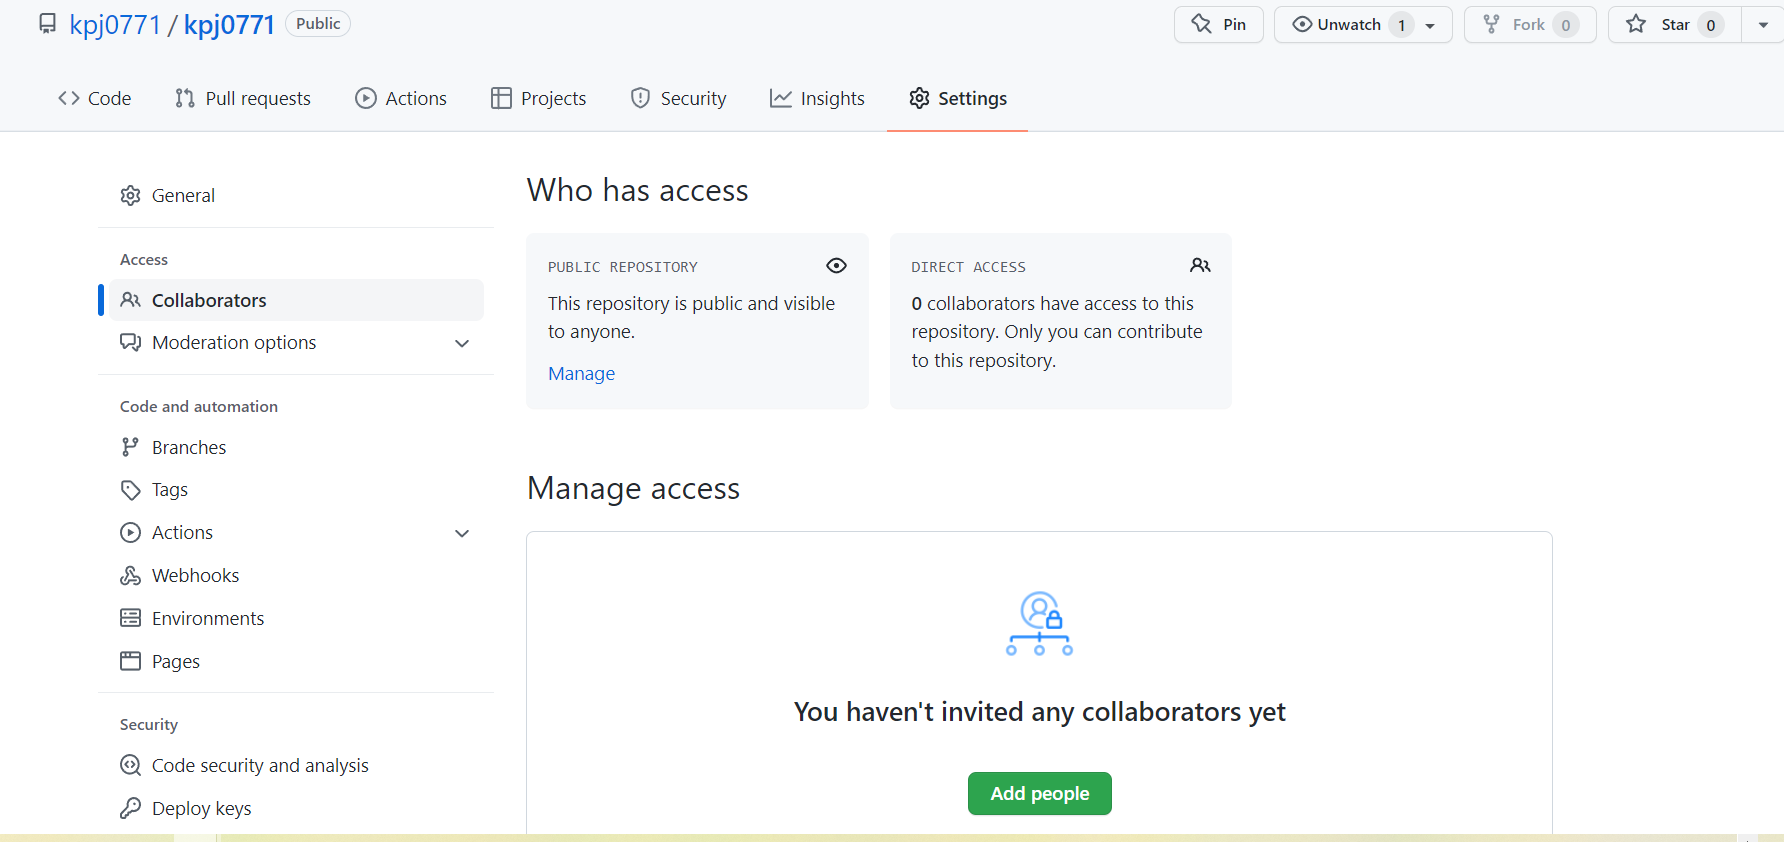 kpj0771 / kpj0771 Public
Pin
Unwatch 1
Fork 0
Star 0
Code
Pull requests
Actions
Projects
Security
Insights
Settings
General
Access
Collaborators
Moderation options
Code and automation
Branches
Tags
Actions
Webhooks
Environments
Pages
Security
Code security and analysis
Deploy keys
Who has access
PUBLIC REPOSITORY
This repository is public and visible
to anyone.
Manage
DIRECT ACCESS
0 collaborators have access to this
repository. Only you can contribute
to this repository.
Manage access
You haven't invited any collaborators yet
Add people